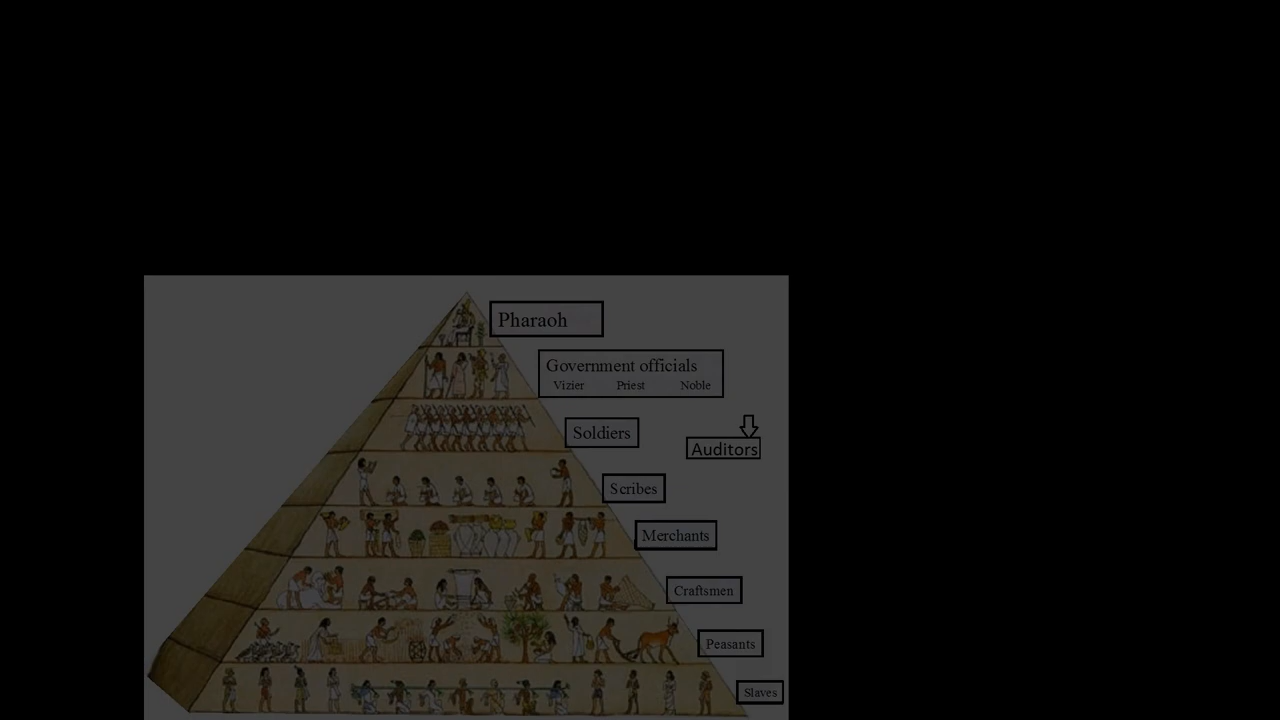 Pharaoh
Government officials
Vizier Priest Noble
Soldiers
Auditors
Scribes
Merchants
Craftsmen
Peasants
Slaves